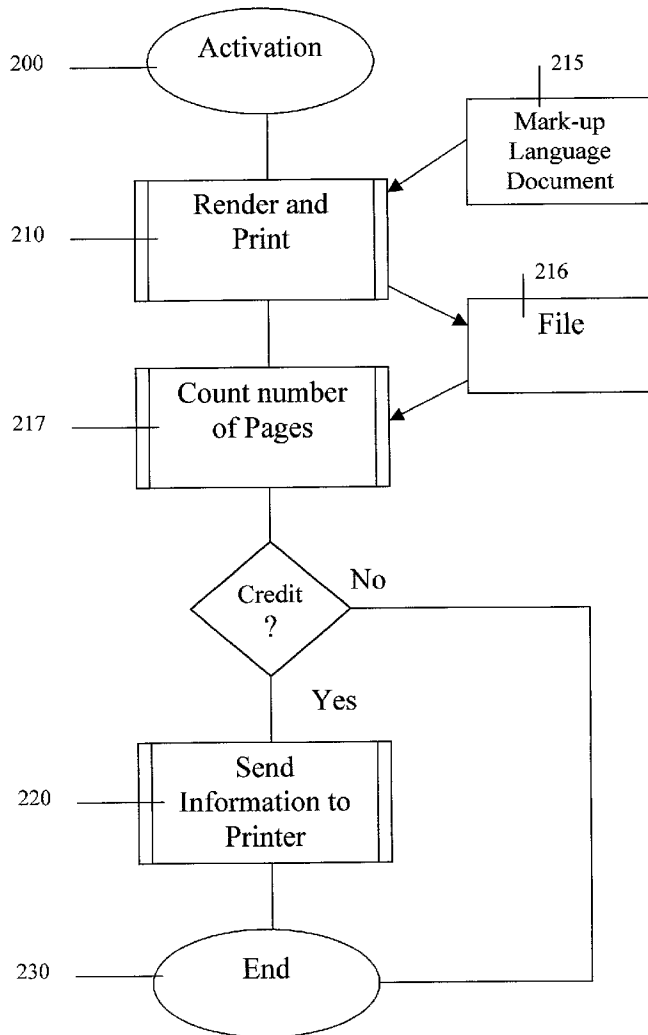 Activation
200
215
Mark-up
Language
Document
Render and
Print
210
216
File
Count number
of Pages
217
Credit
?
No
Yes
Send
Information to
Printer
220
End
230